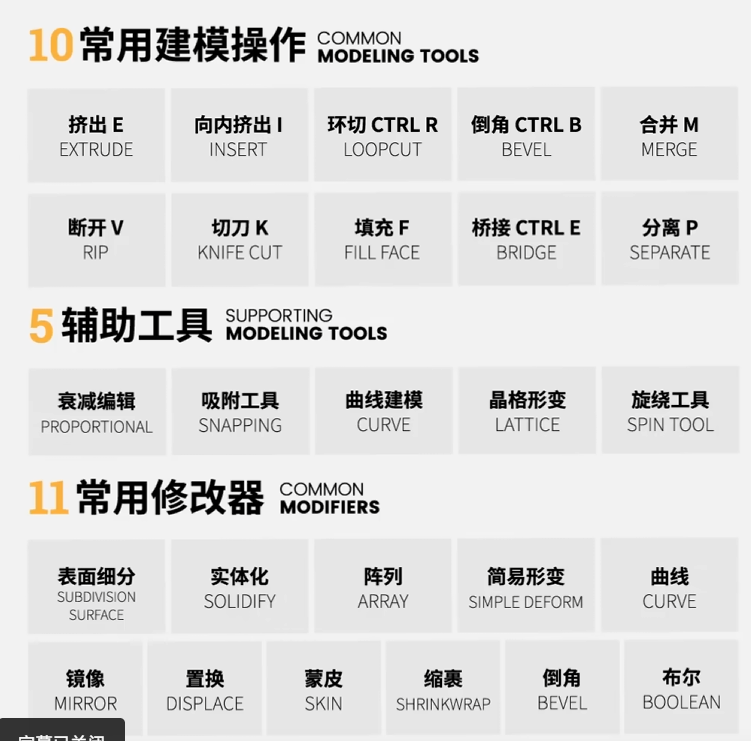 10 常用建模操作 COMMON
MODELING TOOLS
挤出 E
EXTRUDE
向内挤出 I
INSERT
环切 CTRL R
LOOPCUT
倒角 CTRL B
BEVEL
合并 M
MERGE
断开 V
RIP
切刀 K
KNIFE CUT
填充 F
FILL FACE
桥接 CTRL E
BRIDGE
分离 P
SEPARATE
5 辅助工具 SUPPORTING
MODELING TOOLS
衰减编辑
PROPORTIONAL
吸附工具
SNAPPING
曲线建模
CURVE
晶格形变
LATTICE
旋绕工具
SPIN TOOL
11 常用修改器 COMMON
MODIFIERS
表面细分
SUBDIVISION
SURFACE
实体化
SOLIDIFY
阵列
ARRAY
简易形变
SIMPLE DEFORM
曲线
CURVE
镜像
MIRROR
置换
DISPLACE
蒙皮
SKIN
缩裹
SHRINKWRAP
倒角
BEVEL
布尔
BOOLEAN
字幕已关闭